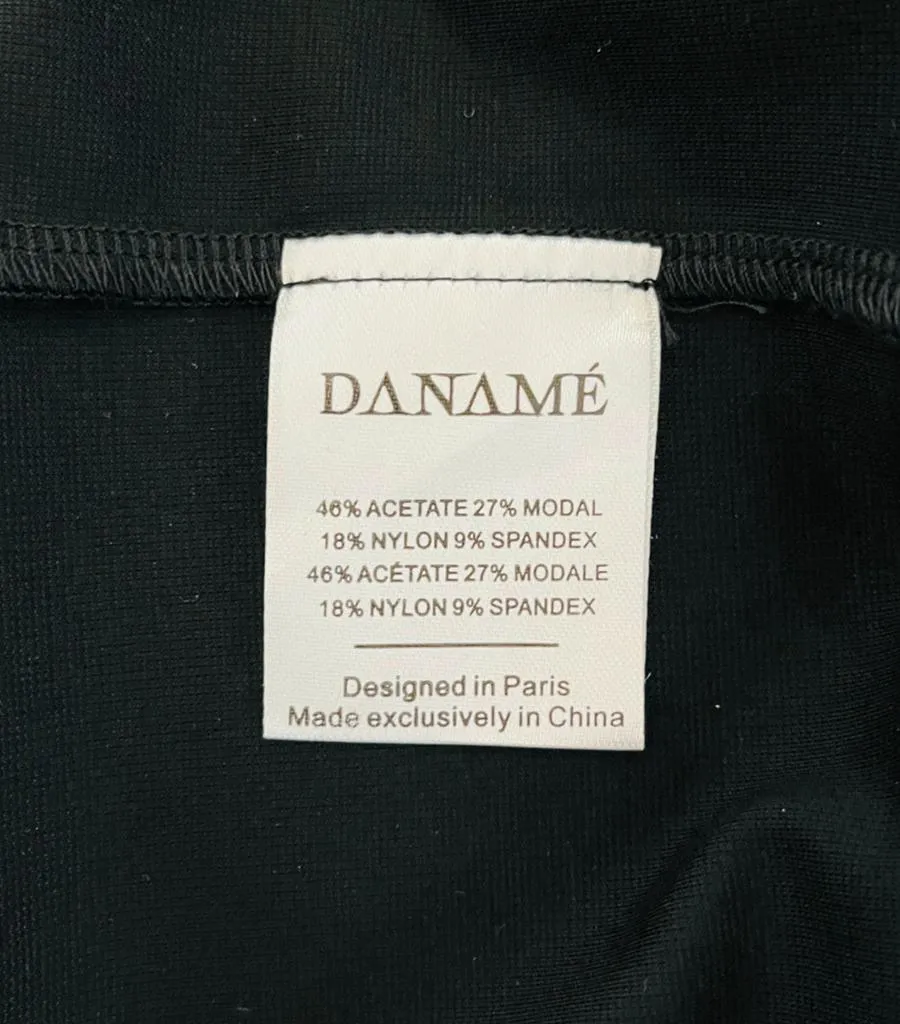 DANAMÉ
46% ACETATE 27% MODAL
18% NYLON 9% SPANDEX
46% ACÉTATE 27% MODALE
18% NYLON 9% SPANDEX
Designed in Paris
Made exclusively in China